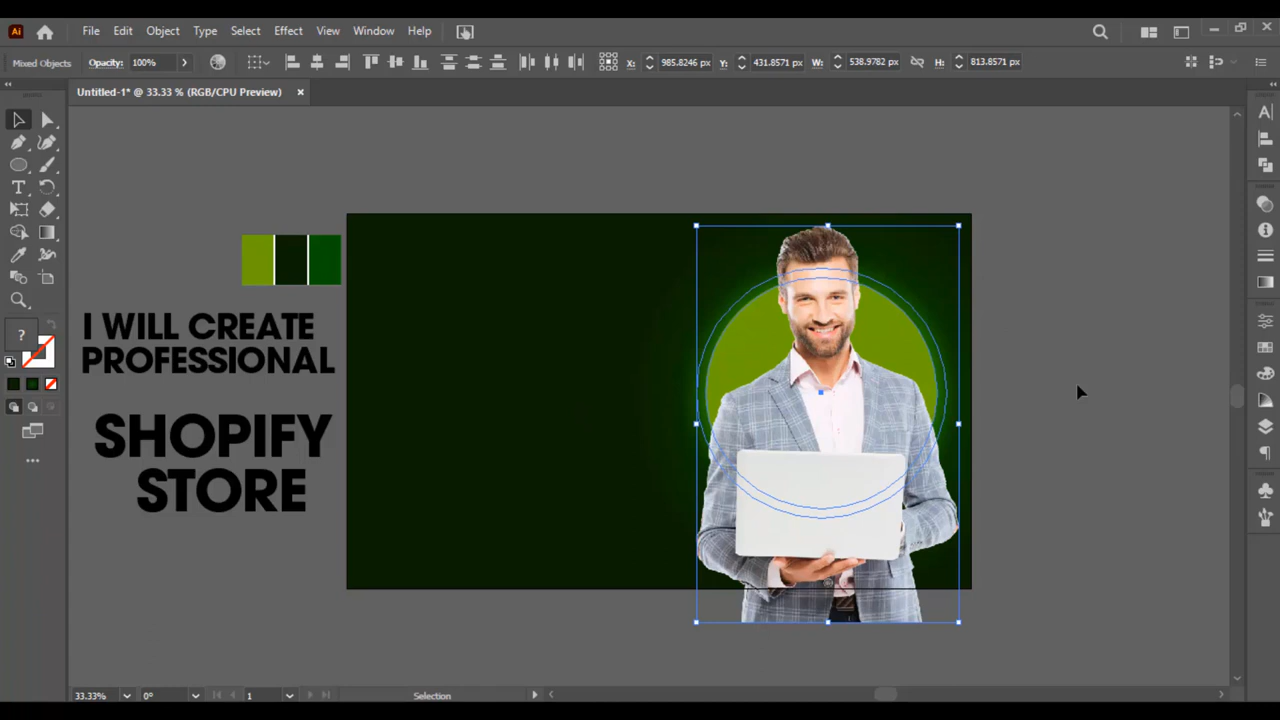 Ai
File Edit Object Type Select Effect View Window Help
Mixed Objects Opacity: 100% X: 985.8246 px Y: 431.8571 px W: 538.9782 px H: 813.8571 px
Untitled-1* @ 33.33 % (RGB/CPU Preview) ×
I WILL CREATE
PROFESSIONAL
SHOPIFY
STORE
?
33.33% 0° 1 Selection